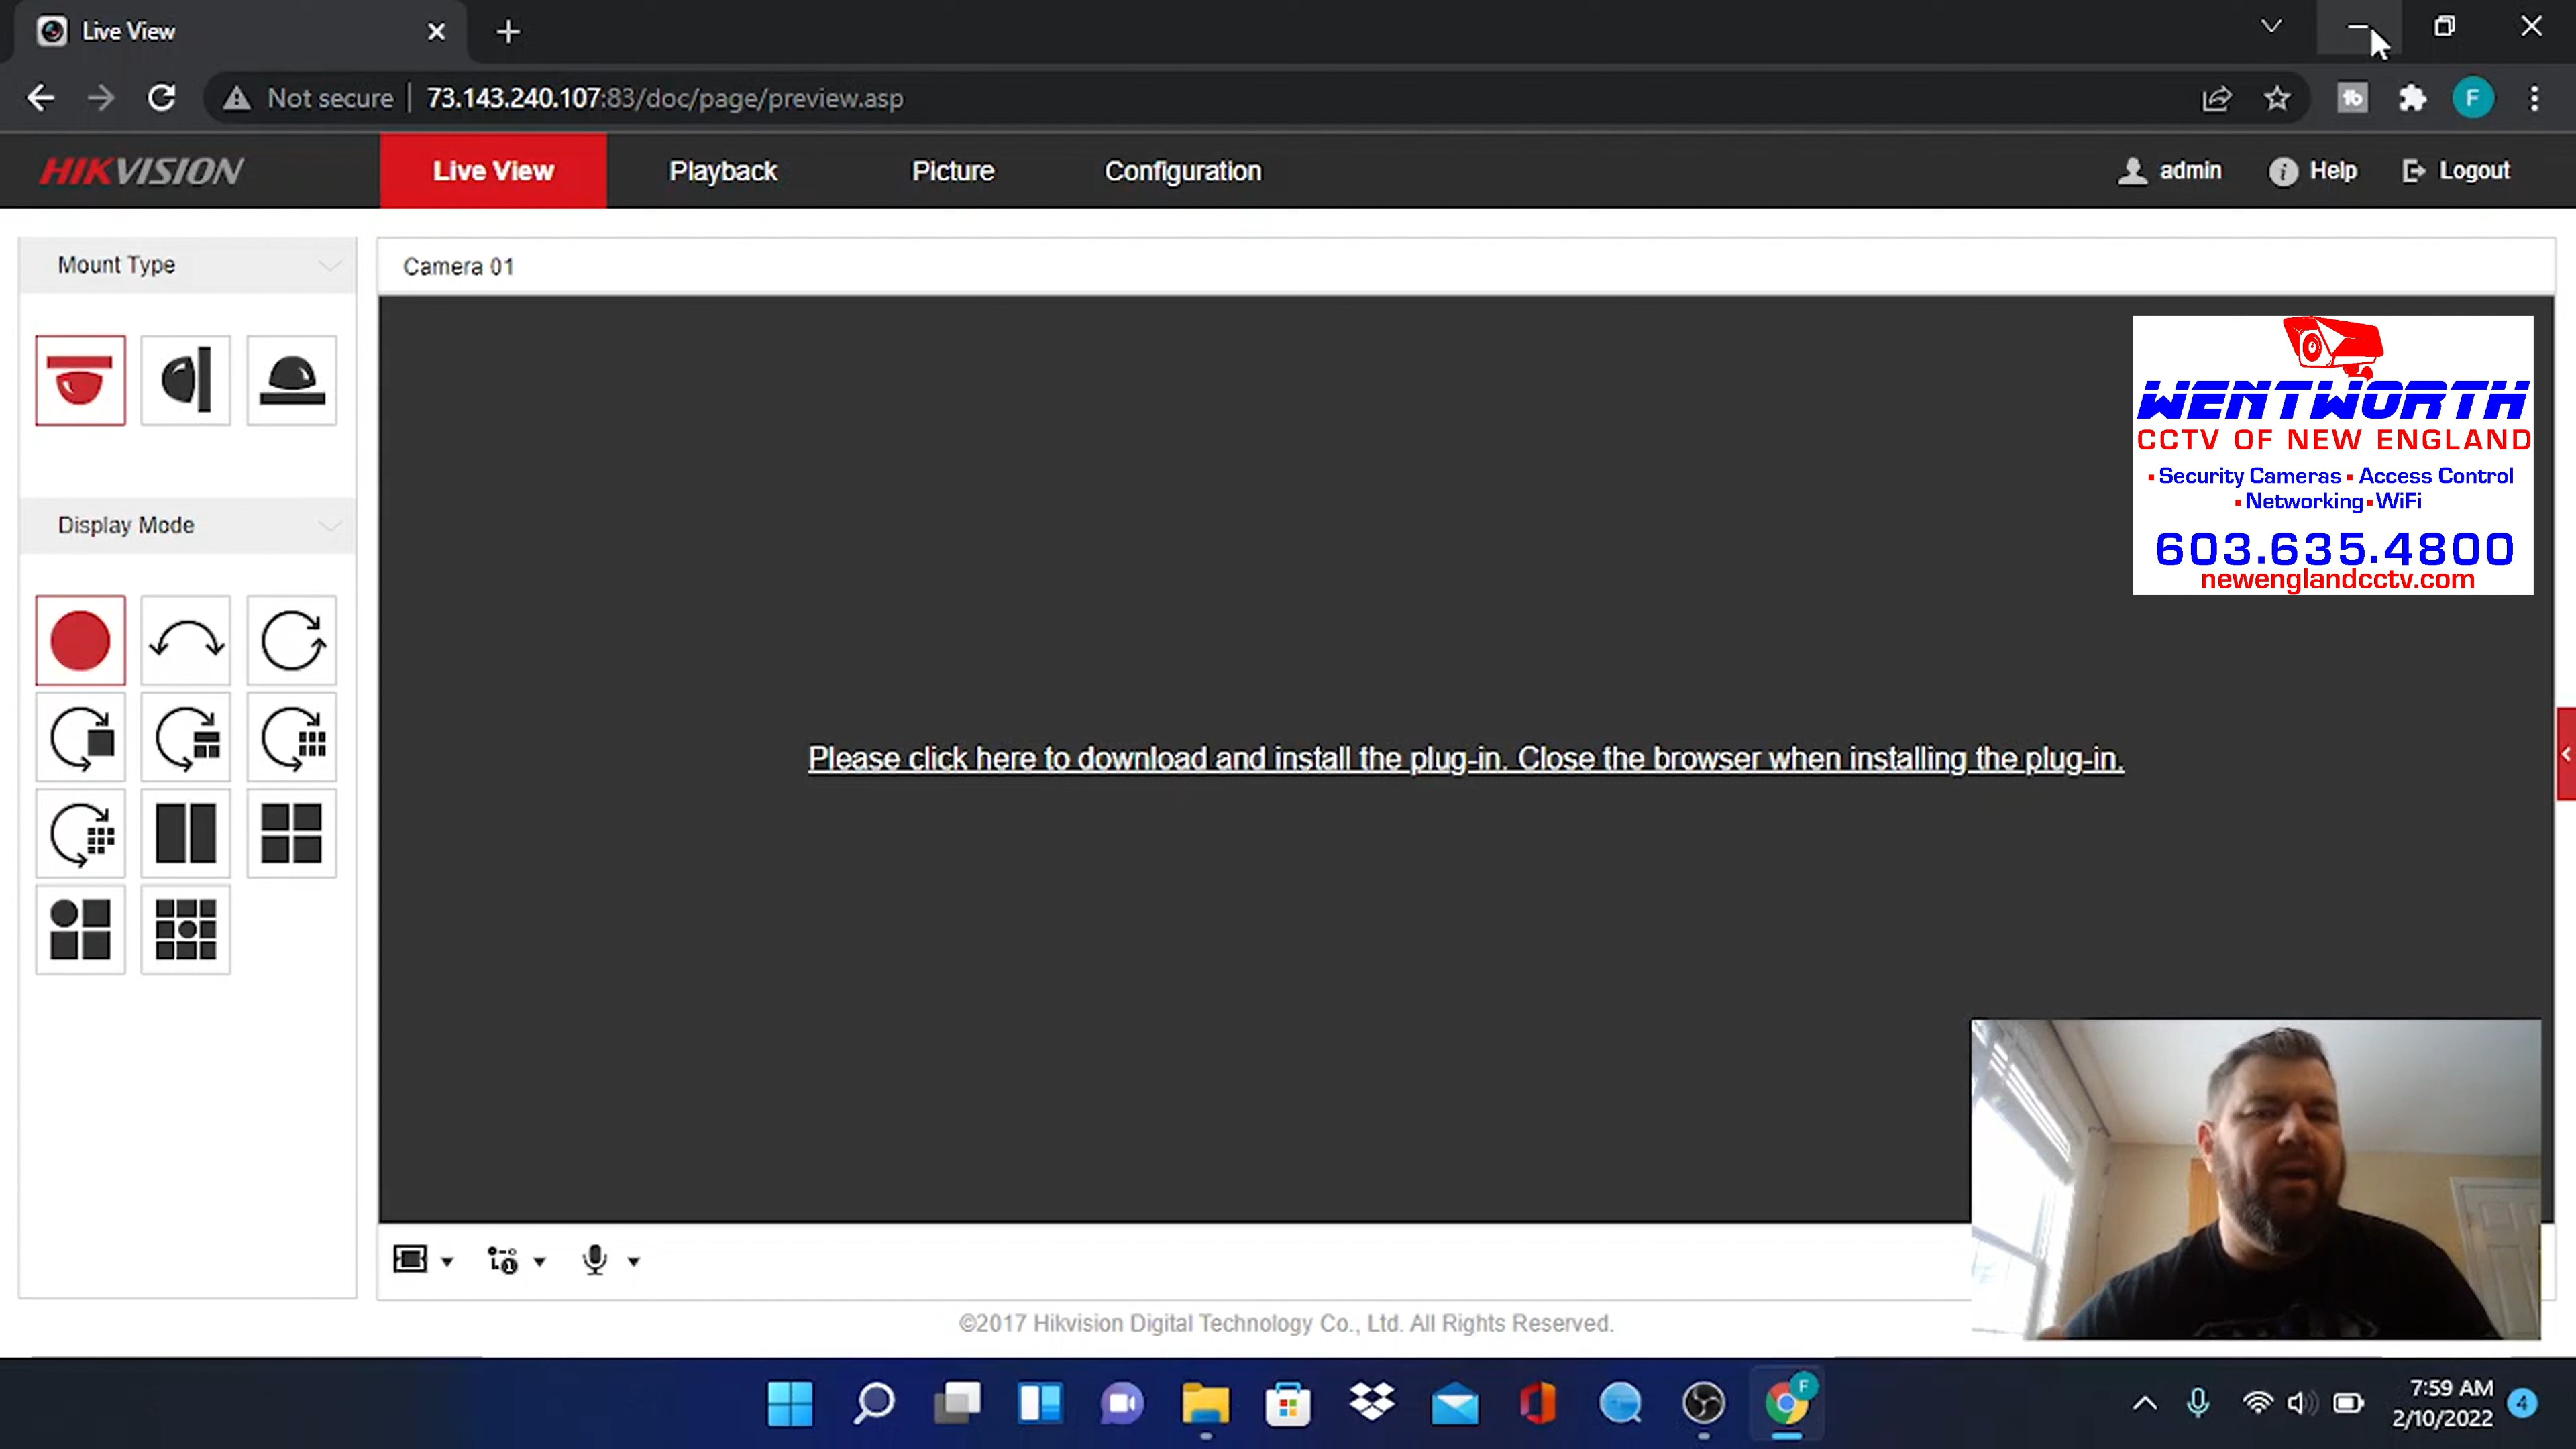 Live View
Not secure
73.143.240.107:83/doc/page/preview.asp
F
HIKVISION
Live View
Playback
Picture
Configuration
admin
Help
Logout
Mount Type
Camera 01
WENTWORTH
CCTV OF NEW ENGLAND
▪ Security Cameras ▪ Access Control
▪ Networking ▪ WiFi
603.635.4800
newenglandcctv.com
Display Mode
Please click here to download and install the plug-in. Close the browser when installing the plug-in.
©2017 Hikvision Digital Technology Co., Ltd. All Rights Reserved.
F
7:59 AM
2/10/2022
4